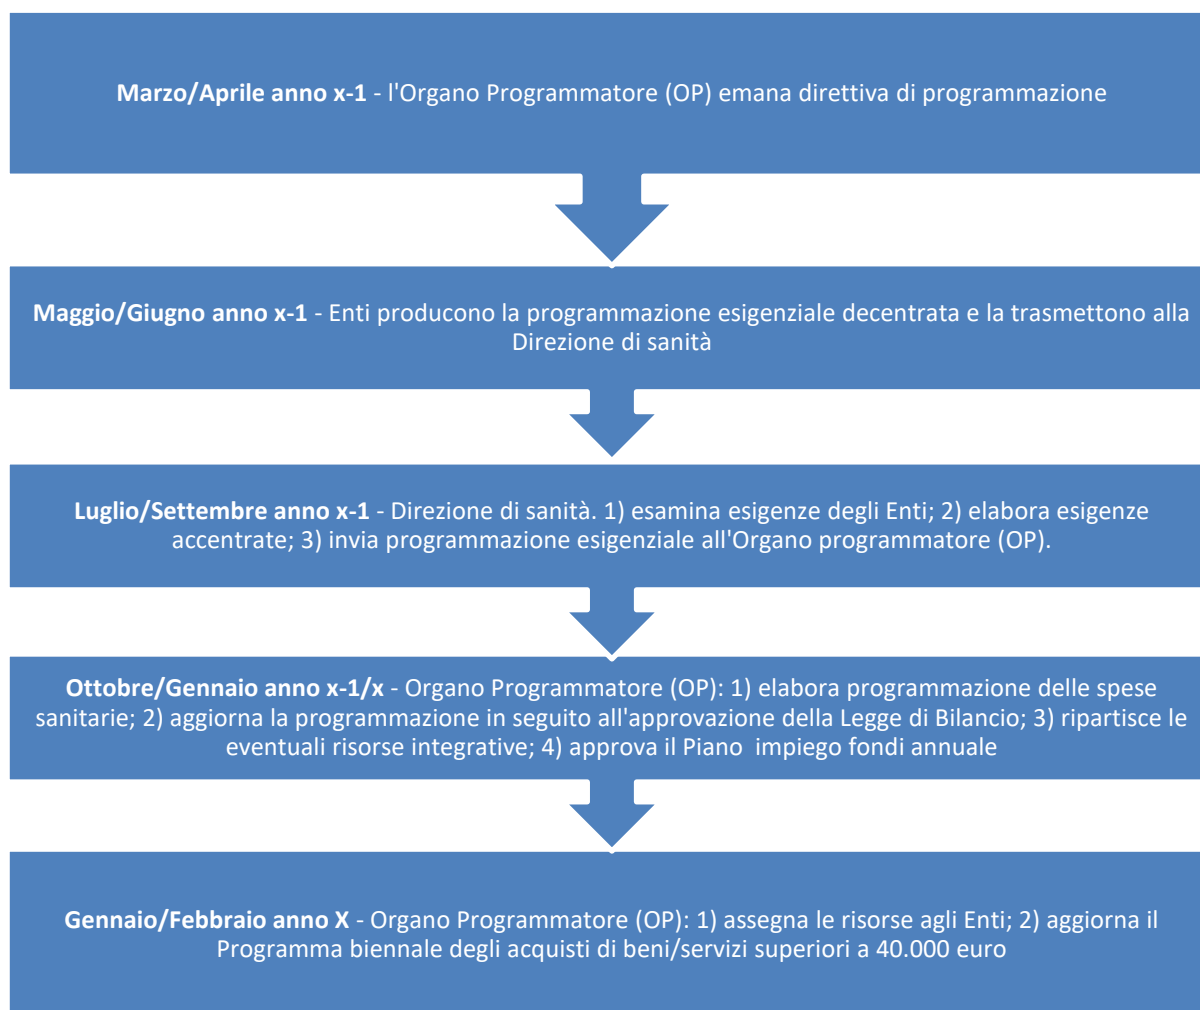 Marzo/Aprile anno x-1 - l'Organo Programmatore (OP) emana direttiva di programmazione
Maggio/Giugno anno x-1 - Enti producono la programmazione esigenziale decentrata e la trasmettono alla
Direzione di sanità
Luglio/Settembre anno x-1 - Direzione di sanità. 1) esamina esigenze degli Enti; 2) elabora esigenze
accentrate; 3) invia programmazione esigenziale all'Organo programmatore (OP).
Ottobre/Gennaio anno x-1/x - Organo Programmatore (OP): 1) elabora programmazione delle spese
sanitarie; 2) aggiorna la programmazione in seguito all'approvazione della Legge di Bilancio; 3) ripartisce le
eventuali risorse integrative; 4) approva il Piano  impiego fondi annuale
Gennaio/Febbraio anno X - Organo Programmatore (OP): 1) assegna le risorse agli Enti; 2) aggiorna il
Programma biennale degli acquisti di beni/servizi superiori a 40.000 euro